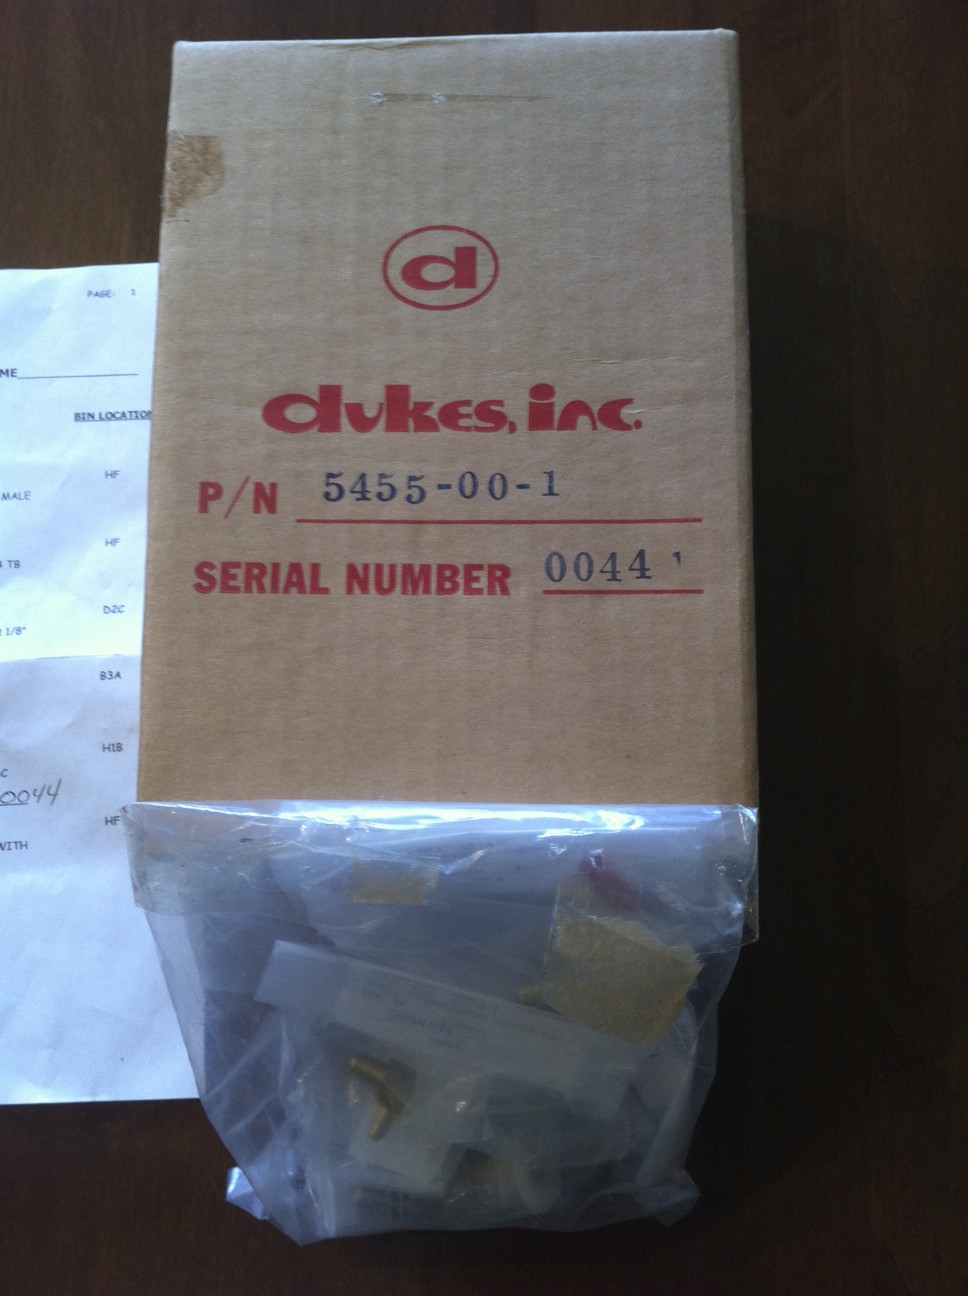 PAGE: 1
ME
BIN LOCATION
HF
MALE
HF
TB
D2C
1/8"
B3A
H1B
C
0044
HF
WITH
d
dukes, inc.
P/N 5455-00-1
SERIAL NUMBER 0044